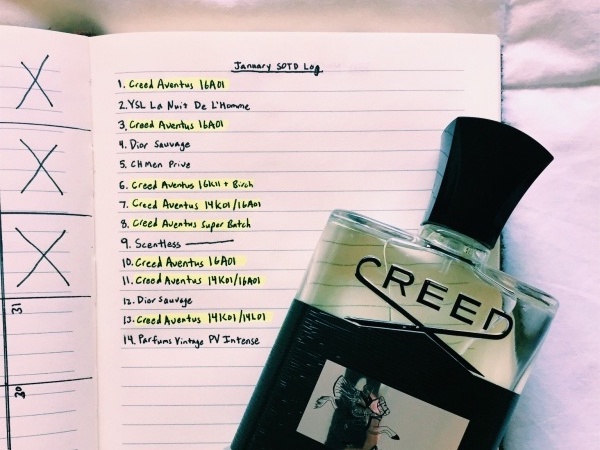 January SOTD Log
1. Creed Aventus 16A01
2. YSL La Nuit De L'Homme
3. Creed Aventus 16A01
4. Dior Sauvage
5. CH Men Prive
6. Creed Aventus 16K11 + Birch
7. Creed Aventus 14K01/16A01
8. Creed Aventus Super Batch
9. Scentless
10. Creed Aventus 16A01
11. Creed Aventus 14K01/16A01
12. Dior Sauvage
13. Creed Aventus 14K01/14L01
14. Parfums Vintage PV Intense
31
30
CREED